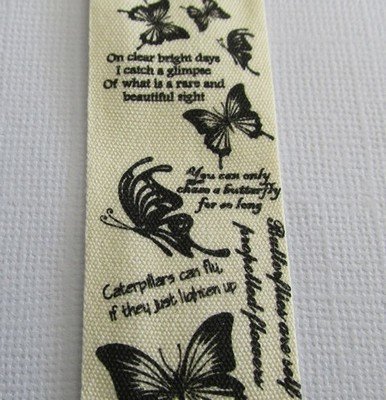 On clear bright days
I catch a glimpse
Of what is a rare and
beautiful sight
You can only
chase a butterfly
for so long
Caterpillars can fly,
if they just lighten up
Butterflies are self
propelled flowers